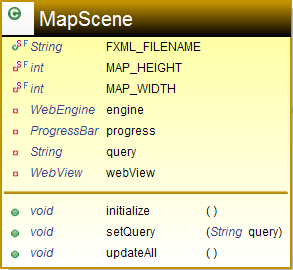 C MapScene
S F String FXML_FILENAME
S F int MAP_HEIGHT
S F int MAP_WIDTH
WebEngine engine
ProgressBar progress
String query
WebView webView
void initialize ( )
void setQuery (String query)
void updateAll ( )